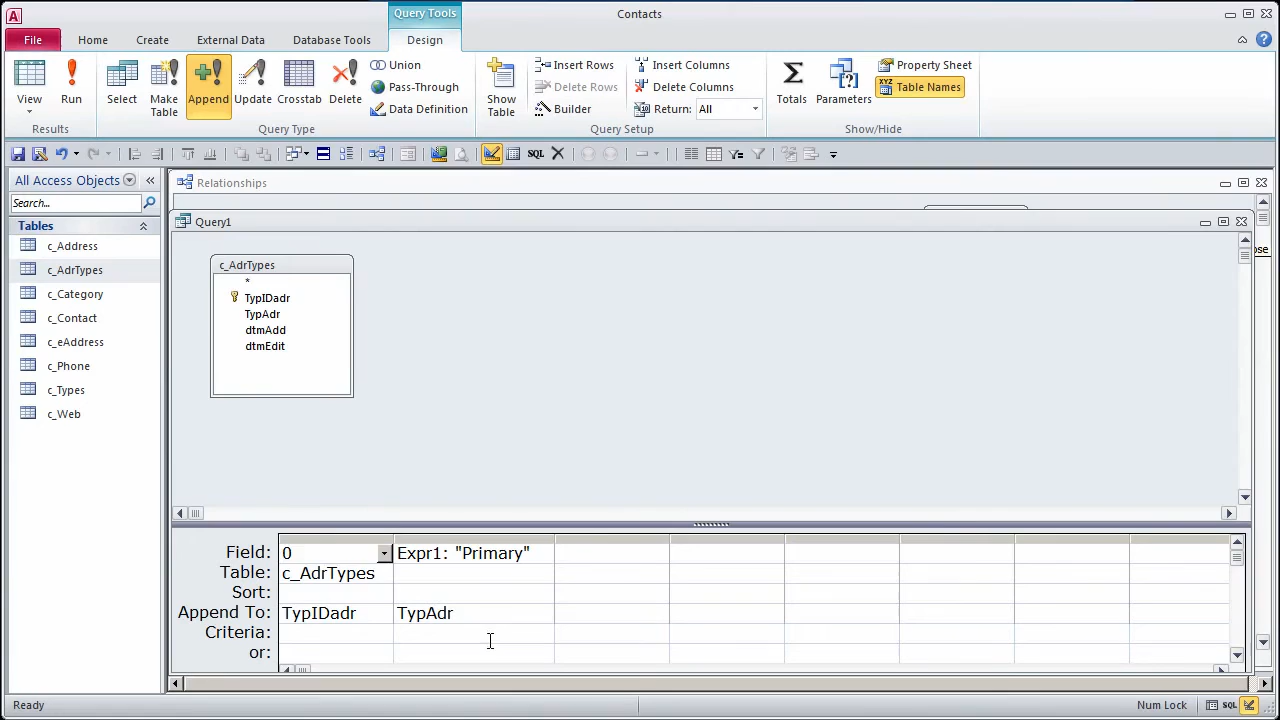 Query Tools
Contacts
File
Home
Create
External Data
Database Tools
Design
View
Run
Select
Make Table
Append
Update
Crosstab
Delete
Union
Pass-Through
Data Definition
Show Table
Insert Rows
Delete Rows
Builder
Insert Columns
Delete Columns
Return: All
Totals
Parameters
Property Sheet
Table Names
XYZ
Results
Query Type
Query Setup
Show/Hide
SQL
All Access Objects
Search...
Tables
c_Address
c_AdrTypes
c_Category
c_Contact
c_eAddress
c_Phone
c_Types
c_Web
Relationships
Query1
ose
c_AdrTypes
*
TypIDadr
TypAdr
dtmAdd
dtmEdit
Field: 0 Expr1: "Primary"
Table: c_AdrTypes
Sort:
Append To: TypIDadr TypAdr
Criteria:
or:
Ready
Num Lock
SQL